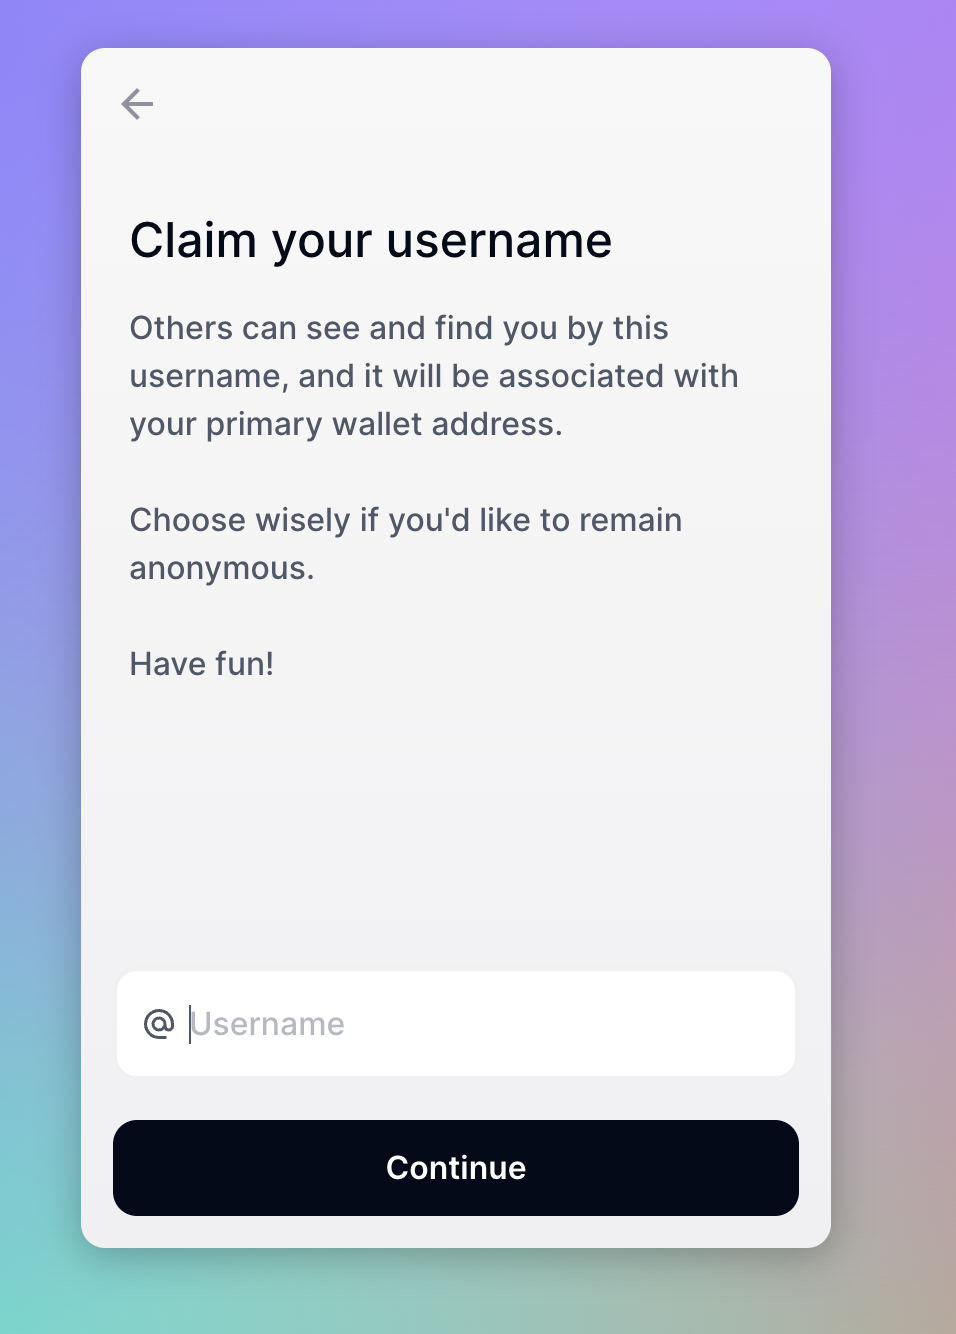 Claim your username
Others can see and find you by this
username, and it will be associated with
your primary wallet address.
Choose wisely if you'd like to remain
anonymous.
Have fun!
@ Username
Continue